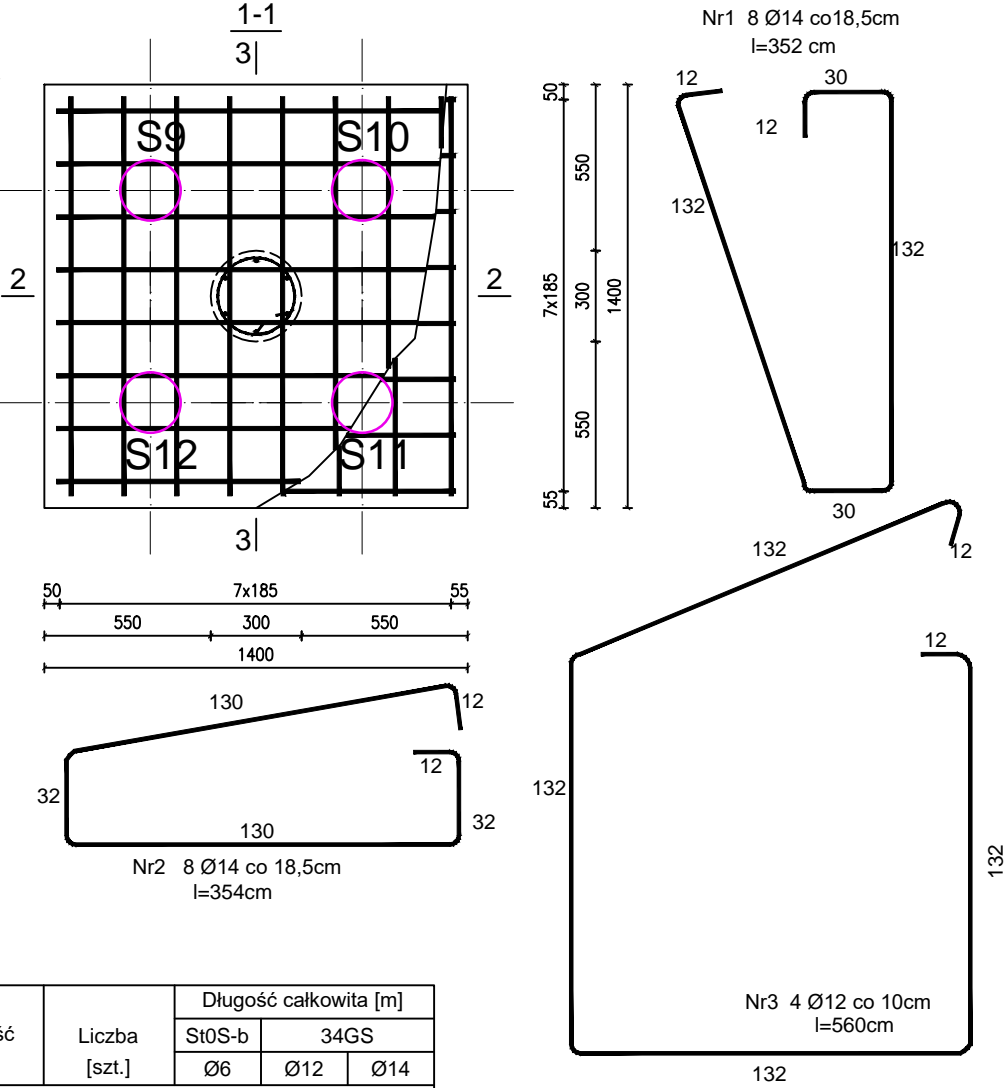 1-1
3
S9
S10
2
2
S12
S11
3
50
7x185
55
550
300
550
1400
50
550
7x185
300
1400
550
55
Nr1 8 Ø14 co18,5cm
l=352 cm
12
30
12
132
132
30
130
12
12
32
32
130
Nr2 8 Ø14 co 18,5cm
l=354cm
132
12
12
132
132
Nr3 4 Ø12 co 10cm
l=560cm
132
ść
Liczba
[szt.]
Długość całkowita [m]
St0S-b
34GS
Ø6
Ø12
Ø14